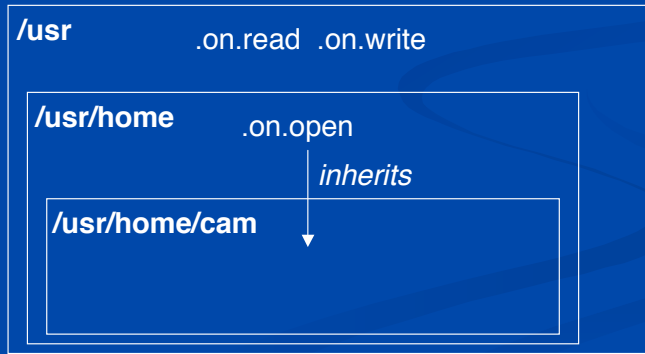 /usr .on.read .on.write
/usr/home .on.open
inherits
/usr/home/cam